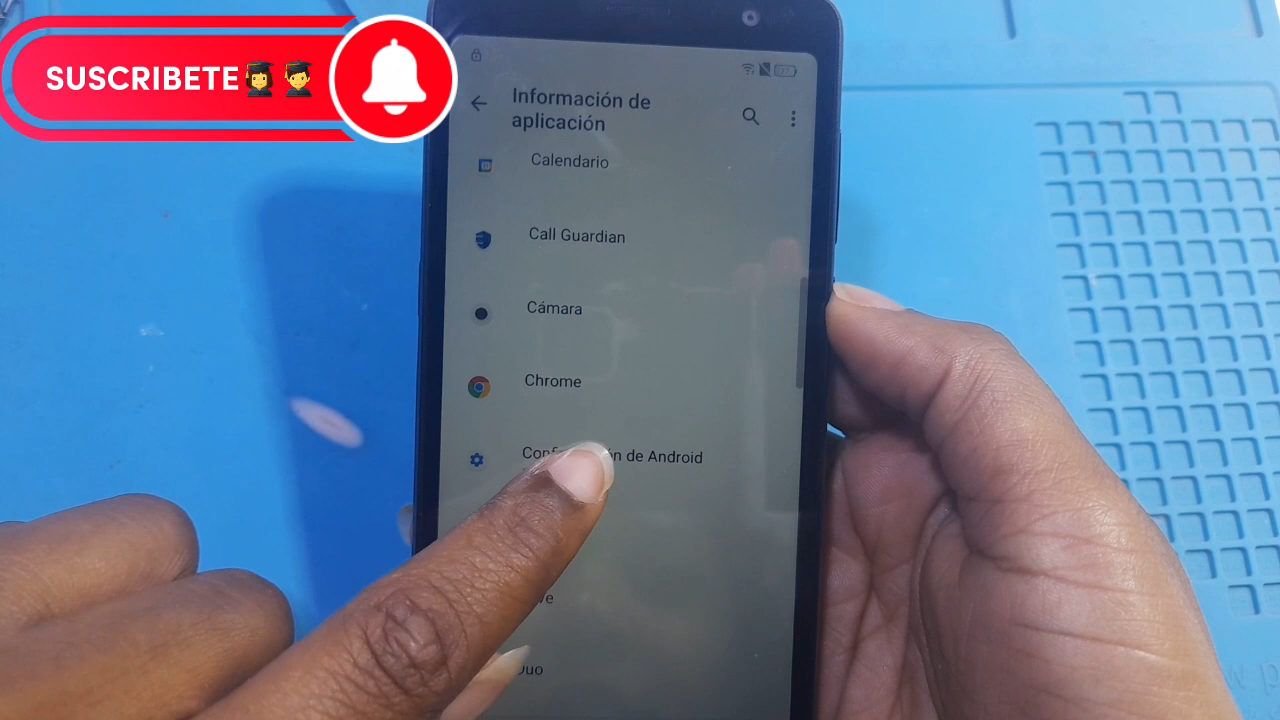 SUSCRIBETE
Información de
aplicación
Calendario
Call Guardian
Cámara
Chrome
de Android